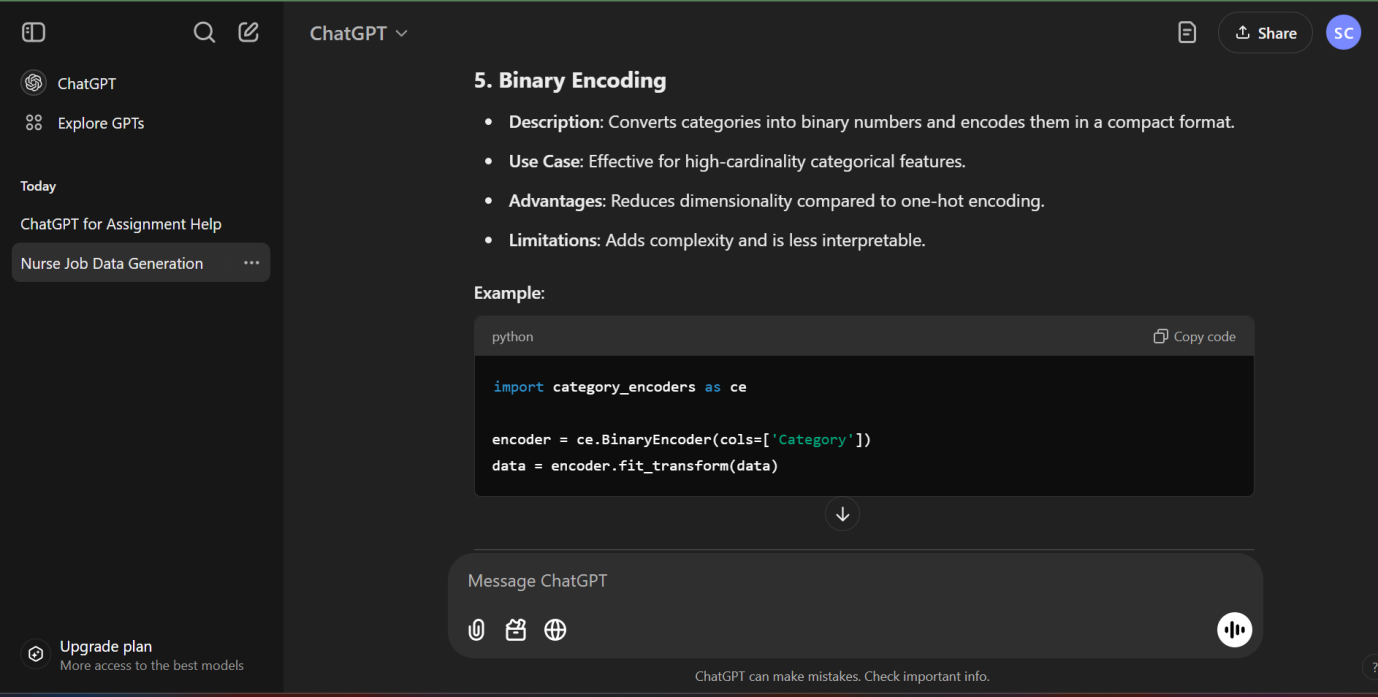 ChatGPT
Explore GPTs
Today
ChatGPT for Assignment Help
Nurse Job Data Generation
Upgrade plan
More access to the best models
ChatGPT
Share
SC
5. Binary Encoding
Description: Converts categories into binary numbers and encodes them in a compact format.
Use Case: Effective for high-cardinality categorical features.
Advantages: Reduces dimensionality compared to one-hot encoding.
Limitations: Adds complexity and is less interpretable.
Example:
python
Copy code
import category_encoders as ce
encoder = ce.BinaryEncoder(cols=['Category'])
data = encoder.fit_transform(data)
Message ChatGPT
ChatGPT can make mistakes. Check important info.
?